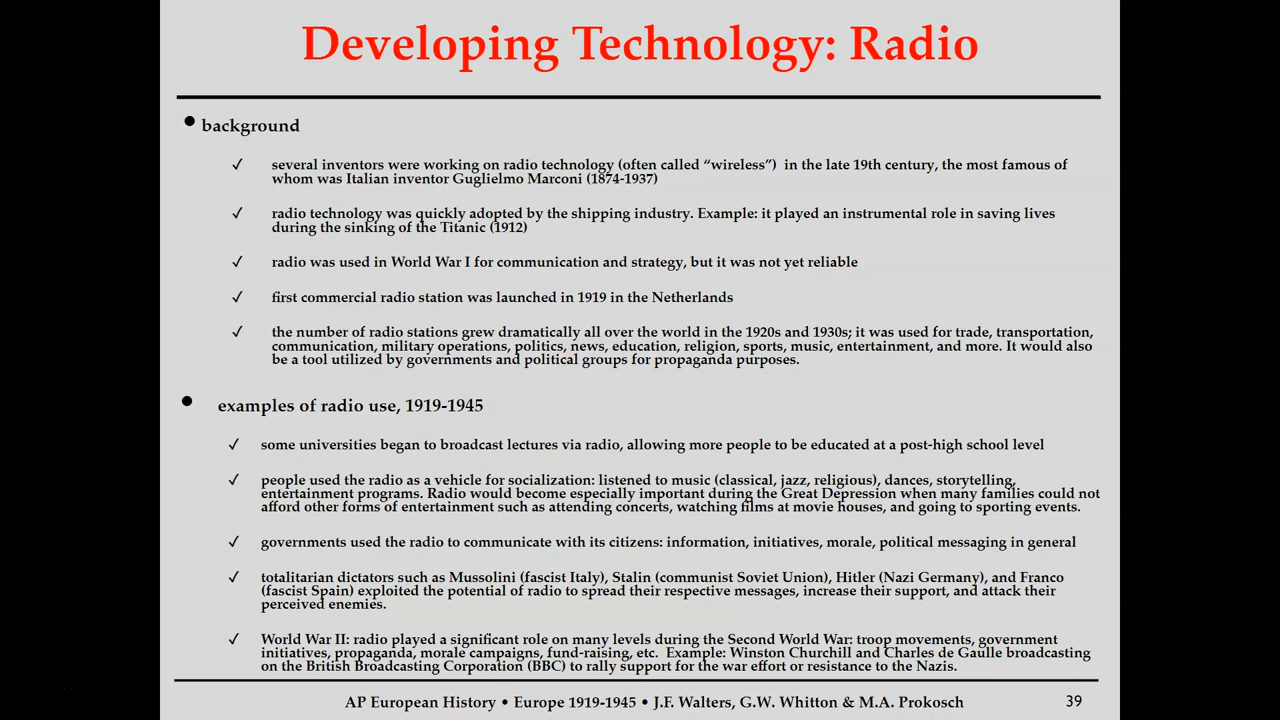 Developing Technology: Radio
• background
✓ several inventors were working on radio technology (often called “wireless”)  in the late 19th century, the most famous of
whom was Italian inventor Guglielmo Marconi (1874-1937)
✓ radio technology was quickly adopted by the shipping industry. Example: it played an instrumental role in saving lives
during the sinking of the Titanic (1912)
✓ radio was used in World War I for communication and strategy, but it was not yet reliable
✓ first commercial radio station was launched in 1919 in the Netherlands
✓ the number of radio stations grew dramatically all over the world in the 1920s and 1930s; it was used for trade, transportation,
communication, military operations, politics, news, education, religion, sports, music, entertainment, and more. It would also
be a tool utilized by governments and political groups for propaganda purposes.
• examples of radio use, 1919-1945
✓ some universities began to broadcast lectures via radio, allowing more people to be educated at a post-high school level
✓ people used the radio as a vehicle for socialization: listened to music (classical, jazz, religious), dances, storytelling,
entertainment programs. Radio would become especially important during the Great Depression when many families could not
afford other forms of entertainment such as attending concerts, watching films at movie houses, and going to sporting events.
✓ governments used the radio to communicate with its citizens: information, initiatives, morale, political messaging in general
✓ totalitarian dictators such as Mussolini (fascist Italy), Stalin (communist Soviet Union), Hitler (Nazi Germany), and Franco
(fascist Spain) exploited the potential of radio to spread their respective messages, increase their support, and attack their
perceived enemies.
✓ World War II: radio played a significant role on many levels during the Second World War: troop movements, government
initiatives, propaganda, morale campaigns, fund-raising, etc.  Example: Winston Churchill and Charles de Gaulle broadcasting
on the British Broadcasting Corporation (BBC) to rally support for the war effort or resistance to the Nazis.
AP European History • Europe 1919-1945 • J.F. Walters, G.W. Whitton & M.A. Prokosch
39